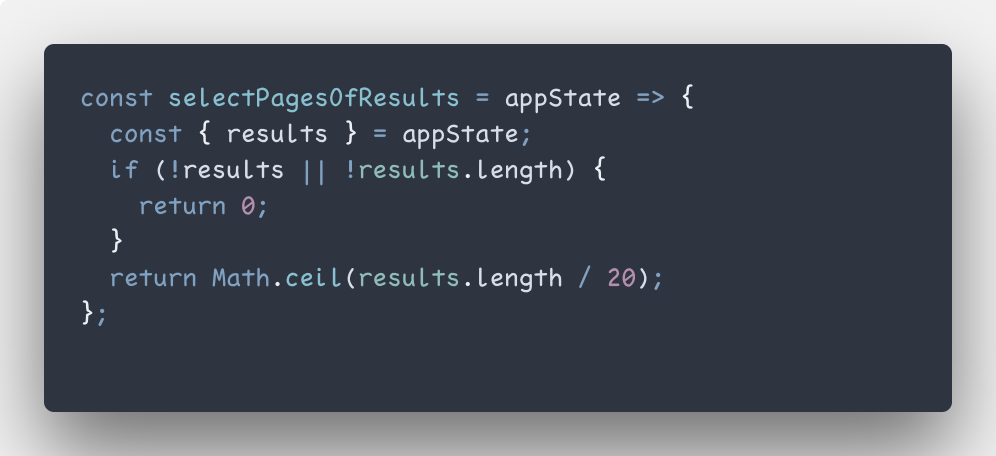 const selectPagesOfResults = appState => {
  const { results } = appState;
  if (!results || !results.length) {
    return 0;
  }
  return Math.ceil(results.length / 20);
};